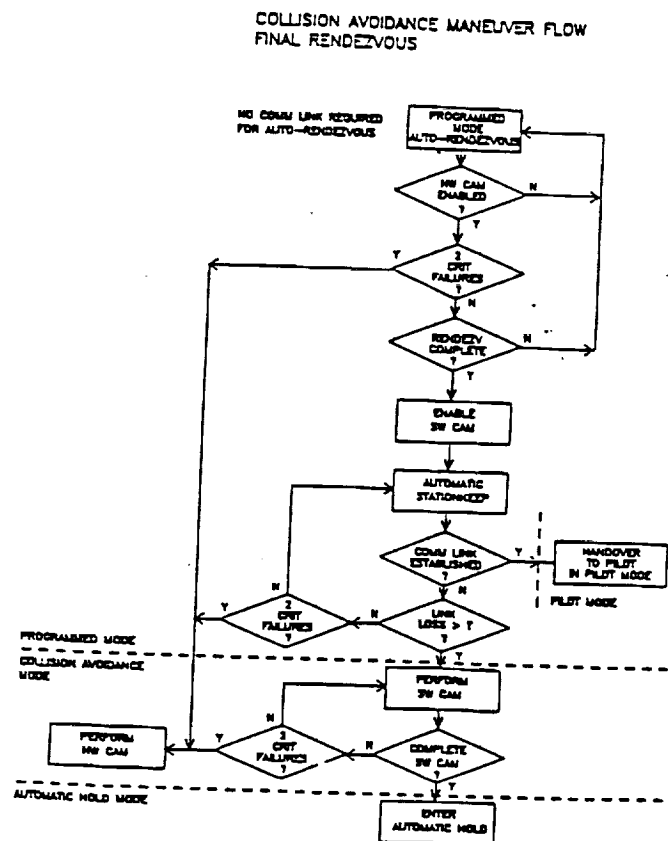 COLLISION AVOIDANCE MANEUVER FLOW
FINAL RENDEZVOUS
NO COMM LINK REQUIRED
FOR AUTO-RENDEZVOUS
PROGRAMMED
MODE
AUTO-RENDEZVOUS
HW CAM
ENABLED
?
N
Y
2
CRIT
FAILURES
?
Y
N
RENDEZV
COMPLETE
?
N
Y
ENABLE
SW CAM
AUTOMATIC
STATIONKEEP
COMM LINK
ESTABLISHED
?
Y
N
HANDOVER
TO PILOT
IN PILOT MODE
PILOT MODE
LINK
LOSS > T
?
N
Y
2
CRIT
FAILURES
?
N
Y
PROGRAMMED MODE
COLLISION AVOIDANCE
MODE
PERFORM
SW CAM
COMPLETE
SW CAM
?
N
Y
2
CRIT
FAILURES
?
N
Y
PERFORM
HW CAM
AUTOMATIC HOLD MODE
ENTER
AUTOMATIC HOLD